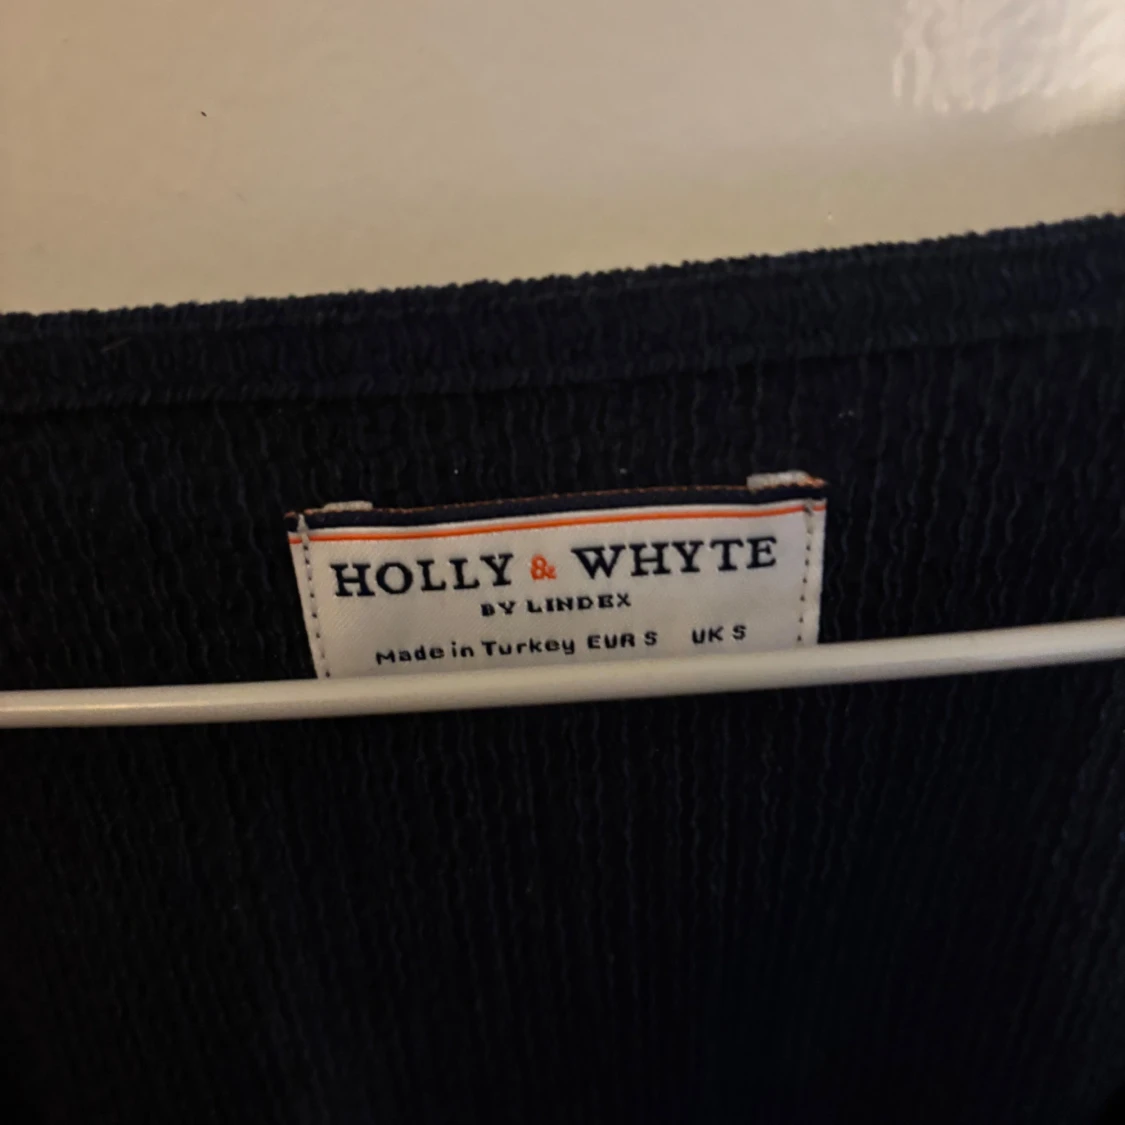 HOLLY & WHYTE
BY LINDEX
Made in Turkey EUR S UK S